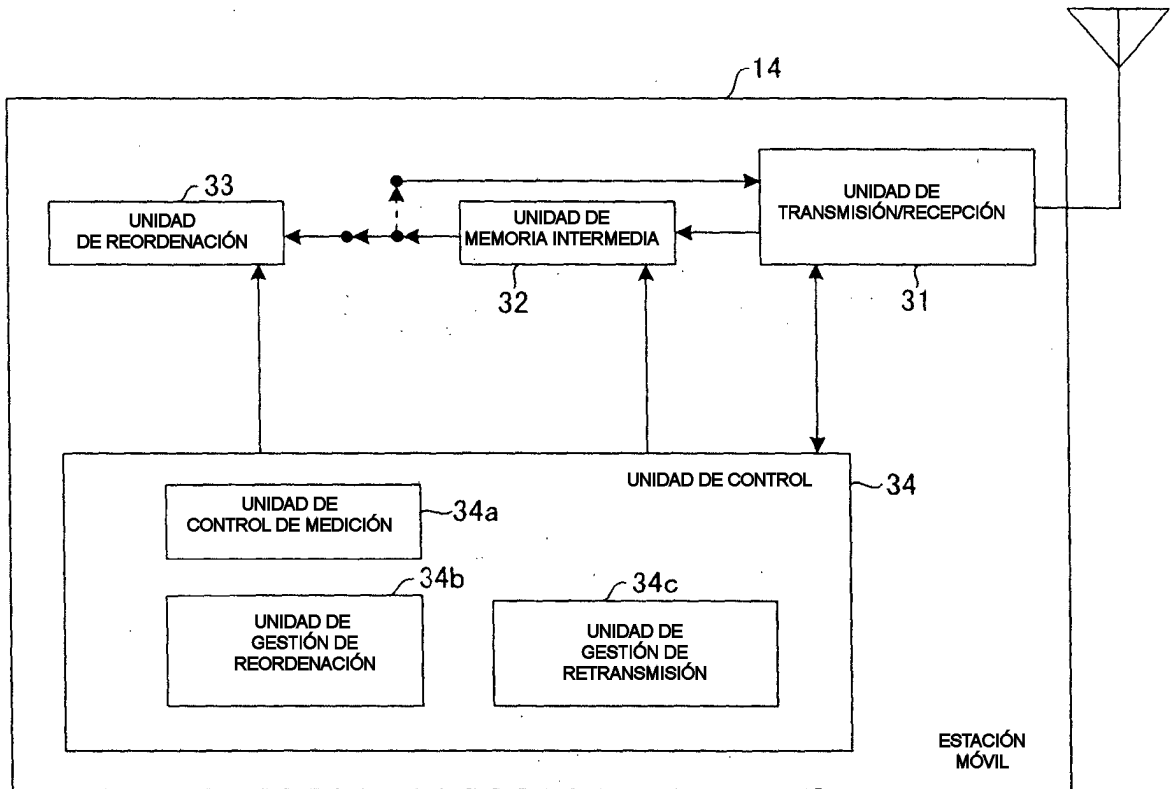 14
33
UNIDAD
DE REORDENACIÓN
UNIDAD DE
MEMORIA INTERMEDIA
32
UNIDAD DE
TRANSMISIÓN/RECEPCIÓN
31
UNIDAD DE CONTROL
34
UNIDAD DE
CONTROL DE MEDICIÓN
34a
34b
UNIDAD DE
GESTIÓN DE
REORDENACIÓN
34c
UNIDAD DE
GESTIÓN DE
RETRANSMISIÓN
ESTACIÓN
MÓVIL